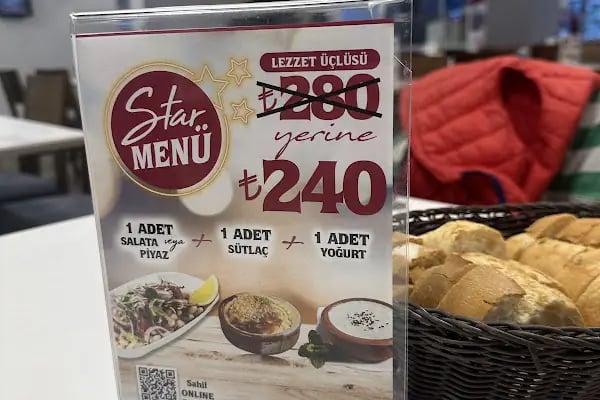 Star
MENÜ
LEZZET ÜÇLÜSÜ
₺280
yerine
₺240
1 ADET
SALATA veya
PİYAZ
+
1 ADET
SÜTLAÇ
+
1 ADET
YOĞURT
Sahil
ONLINE